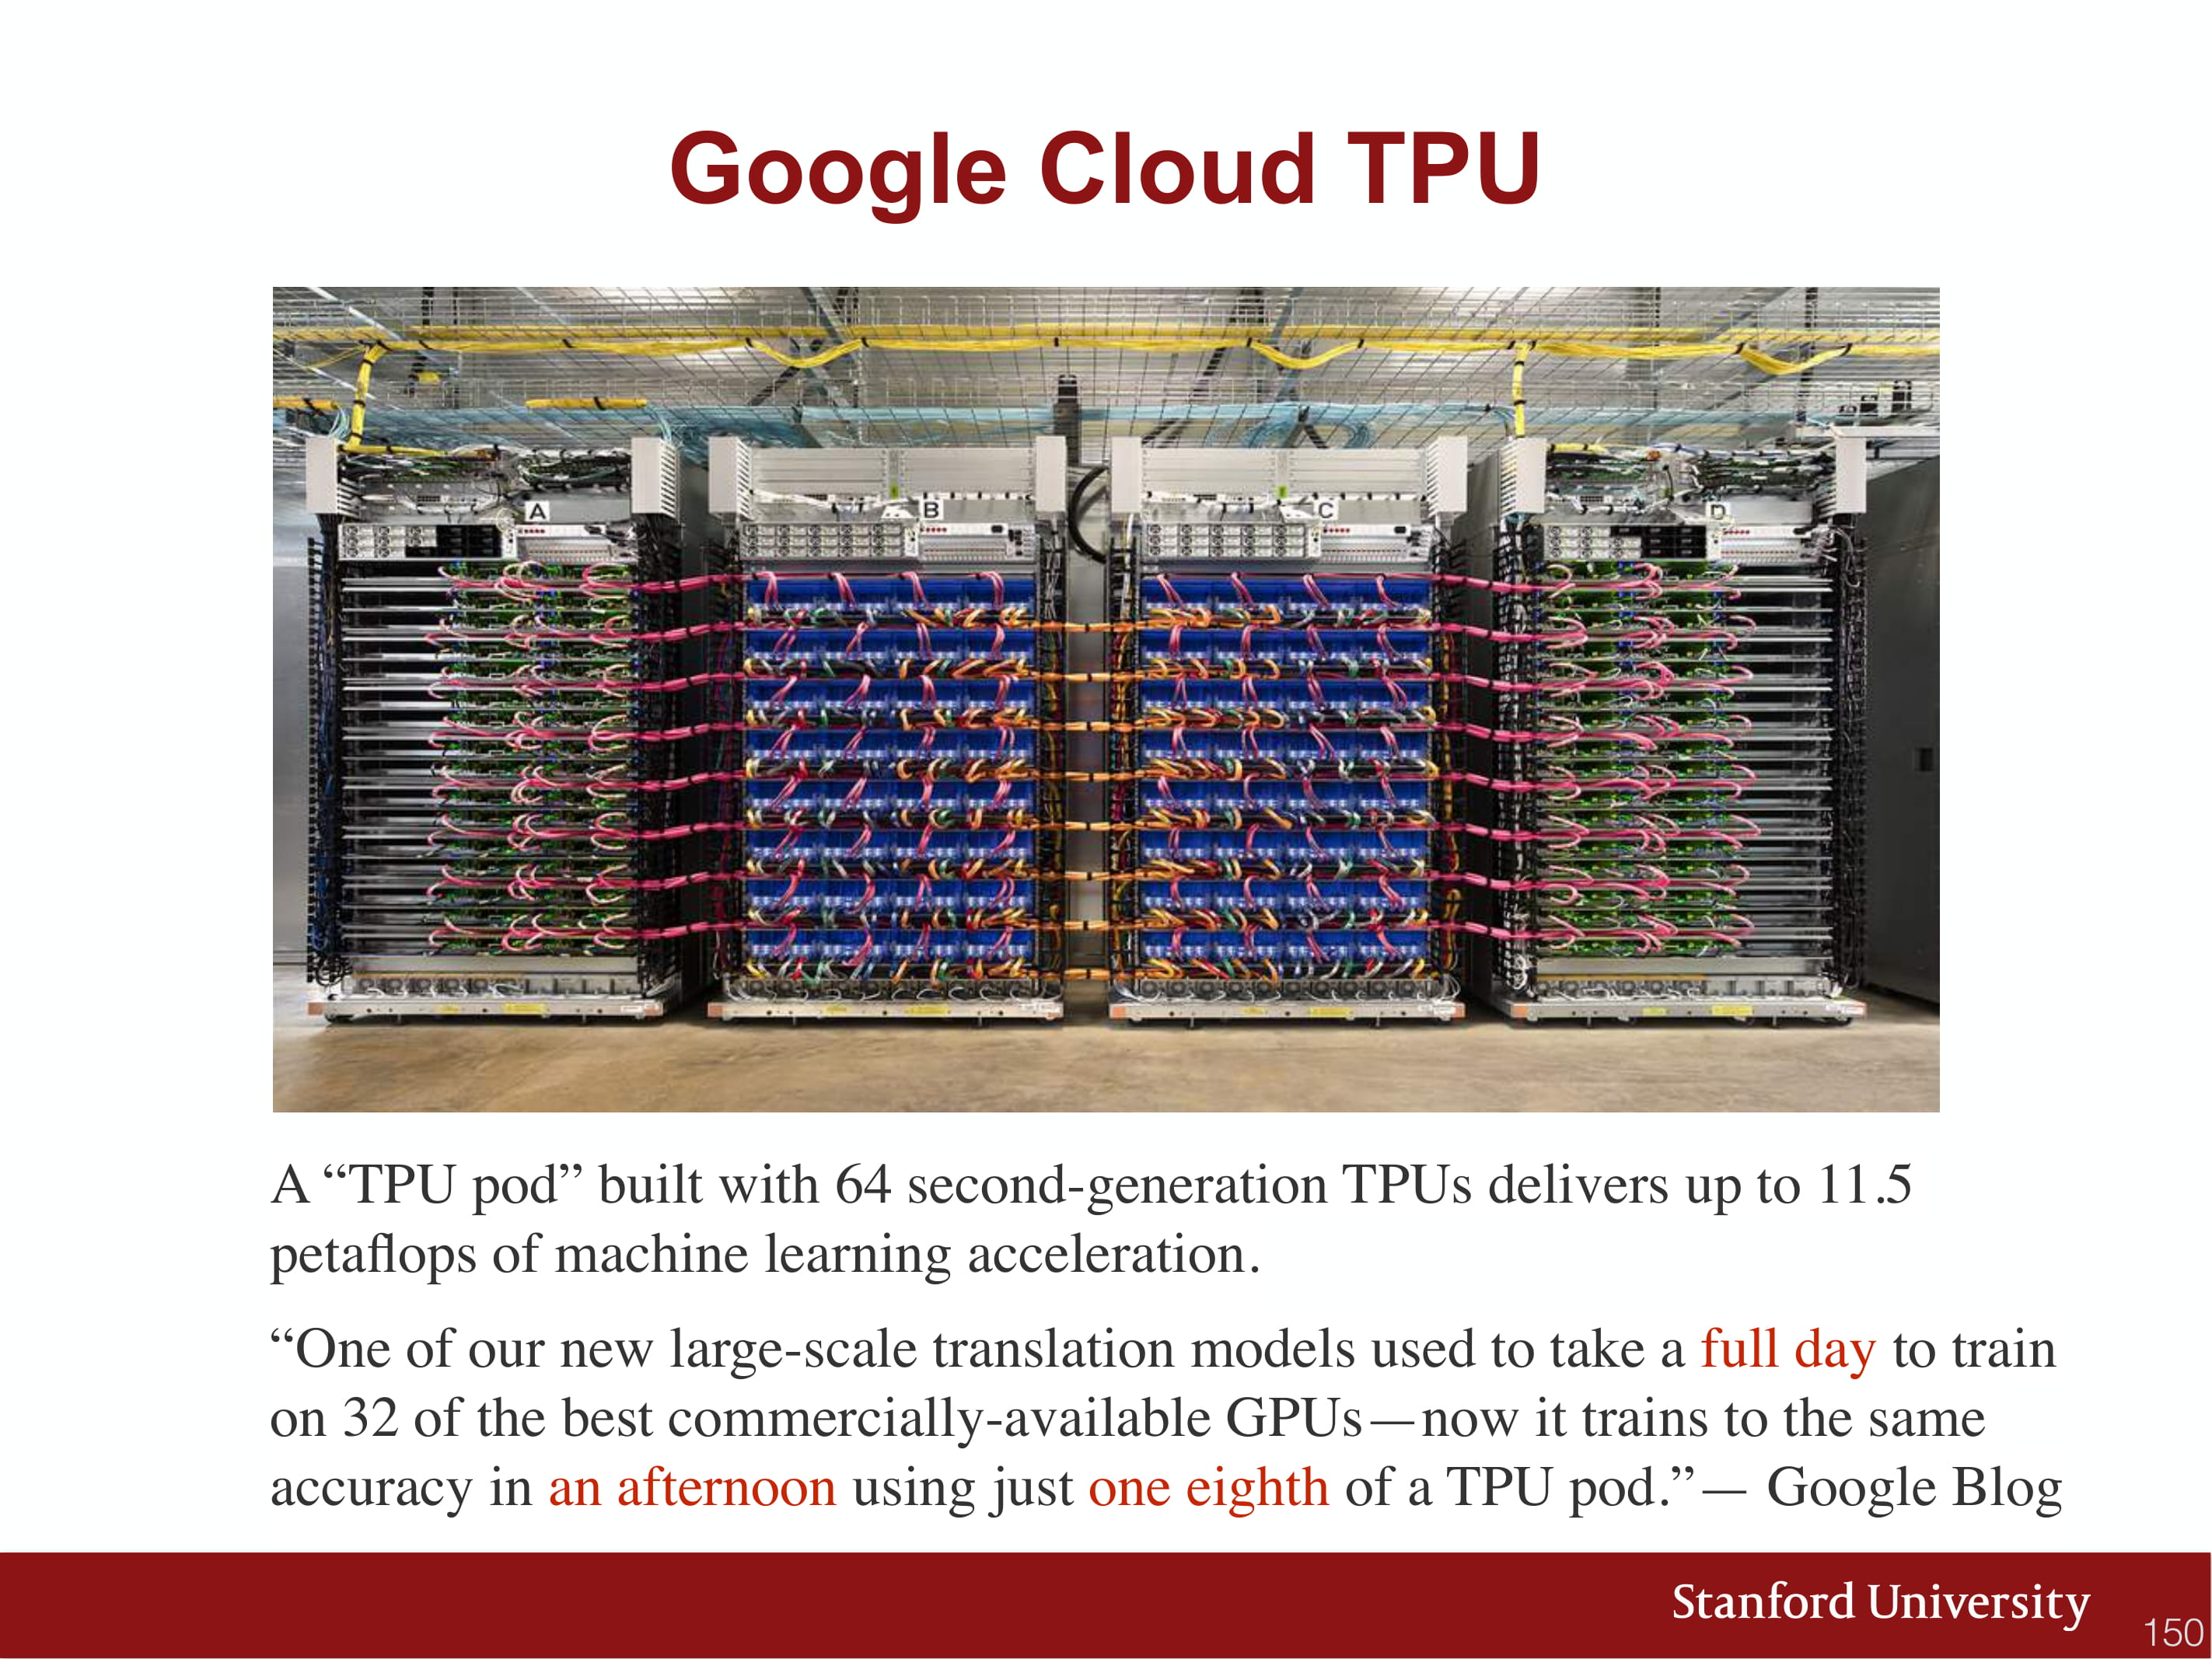 Google Cloud TPU
A
B
C
D
A “TPU pod” built with 64 second-generation TPUs delivers up to 11.5
petaflops of machine learning acceleration.
“One of our new large-scale translation models used to take a full day to train
on 32 of the best commercially-available GPUs—now it trains to the same
accuracy in an afternoon using just one eighth of a TPU pod.”— Google Blog
Stanford University
150